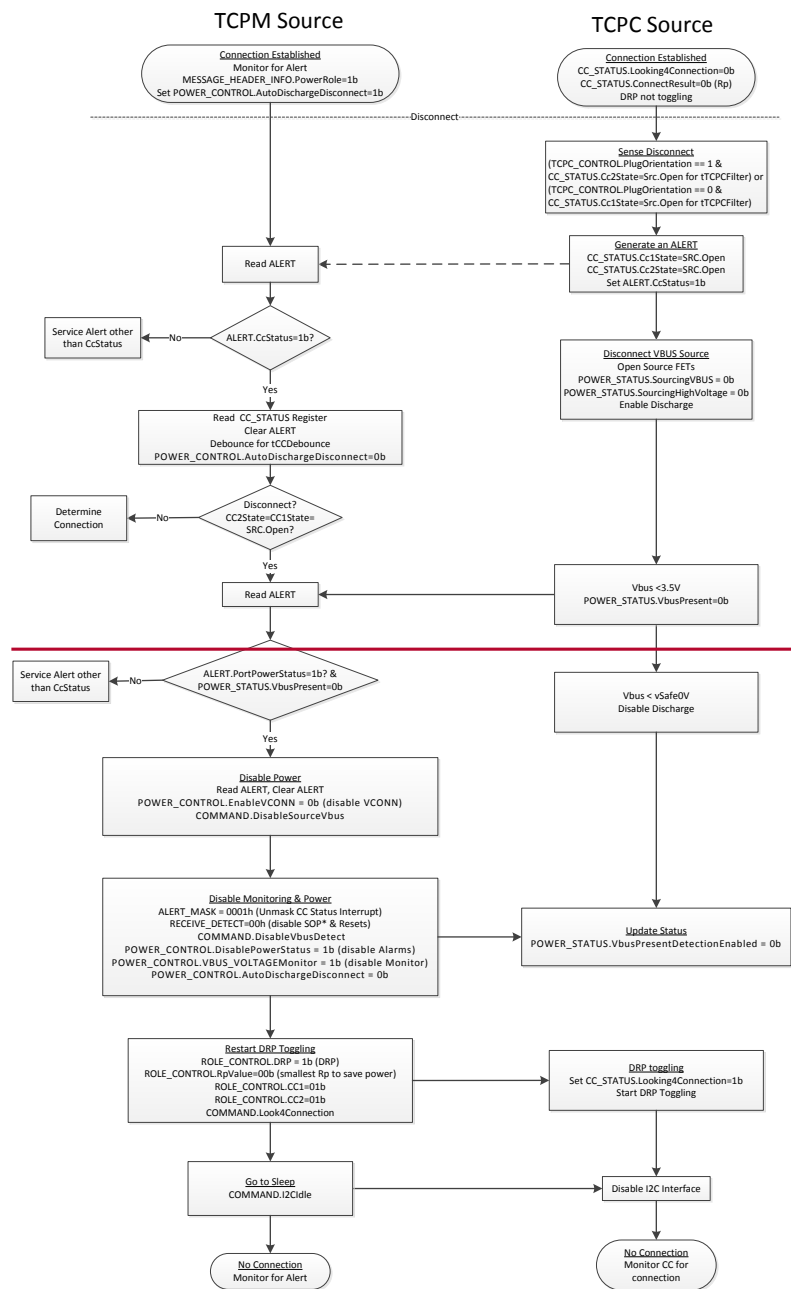 TCPM Source
TCPC Source
Connection Established
Monitor for Alert
MESSAGE_HEADER_INFO.PowerRole=1b
Set POWER_CONTROL.AutoDischargeDisconnect=1b
Connection Established
CC_STATUS.Looking4Connection=0b
CC_STATUS.ConnectResult=0b (Rp)
DRP not toggling
Disconnect
Sense Disconnect
(TCPC_CONTROL.PlugOrientation == 1 &
CC_STATUS.Cc2State=Src.Open for tTCPCFilter) or
(TCPC_CONTROL.PlugOrientation == 0 &
CC_STATUS.Cc1State=Src.Open for tTCPCFilter)
Read ALERT
Generate an ALERT
CC_STATUS.Cc1State=SRC.Open
CC_STATUS.Cc2State=SRC.Open
Set ALERT.CcStatus=1b
Service Alert other
than CcStatus
No
ALERT.CcStatus=1b?
Yes
Disconnect VBUS Source
Open Source FETs
POWER_STATUS.SourcingVBUS = 0b
POWER_STATUS.SourcingHighVoltage = 0b
Enable Discharge
Read CC_STATUS Register
Clear ALERT
Debounce for tCCDebounce
POWER_CONTROL.AutoDischargeDisconnect=0b
Determine
Connection
No
Disconnect?
CC2State=CC1State=
SRC.Open?
Yes
Read ALERT
Vbus <3.5V
POWER_STATUS.VbusPresent=0b
Service Alert other
than CcStatus
No
ALERT.PortPowerStatus=1b? &
POWER_STATUS.VbusPresent=0b
Yes
Vbus < vSafe0V
Disable Discharge
Disable Power
Read ALERT, Clear ALERT
POWER_CONTROL.EnableVCONN = 0b (disable VCONN)
COMMAND.DisableSourceVbus
Disable Monitoring & Power
ALERT_MASK = 0001h (Unmask CC Status Interrupt)
RECEIVE_DETECT=00h (disable SOP* & Resets)
COMMAND.DisableVbusDetect
POWER_CONTROL.DisablePowerStatus = 1b (disable Alarms)
POWER_CONTROL.VBUS_VOLTAGEMonitor = 1b (disable Monitor)
POWER_CONTROL.AutoDischargeDisconnect = 0b
Update Status
POWER_STATUS.VbusPresentDetectionEnabled = 0b
Restart DRP Toggling
ROLE_CONTROL.DRP = 1b (DRP)
ROLE_CONTROL.RpValue=00b (smallest Rp to save power)
ROLE_CONTROL.CC1=01b
ROLE_CONTROL.CC2=01b
COMMAND.Look4Connection
DRP toggling
Set CC_STATUS.Looking4Connection=1b
Start DRP Toggling
Go to Sleep
COMMAND.I2CIdle
Disable I2C Interface
No Connection
Monitor for Alert
No Connection
Monitor CC for
connection